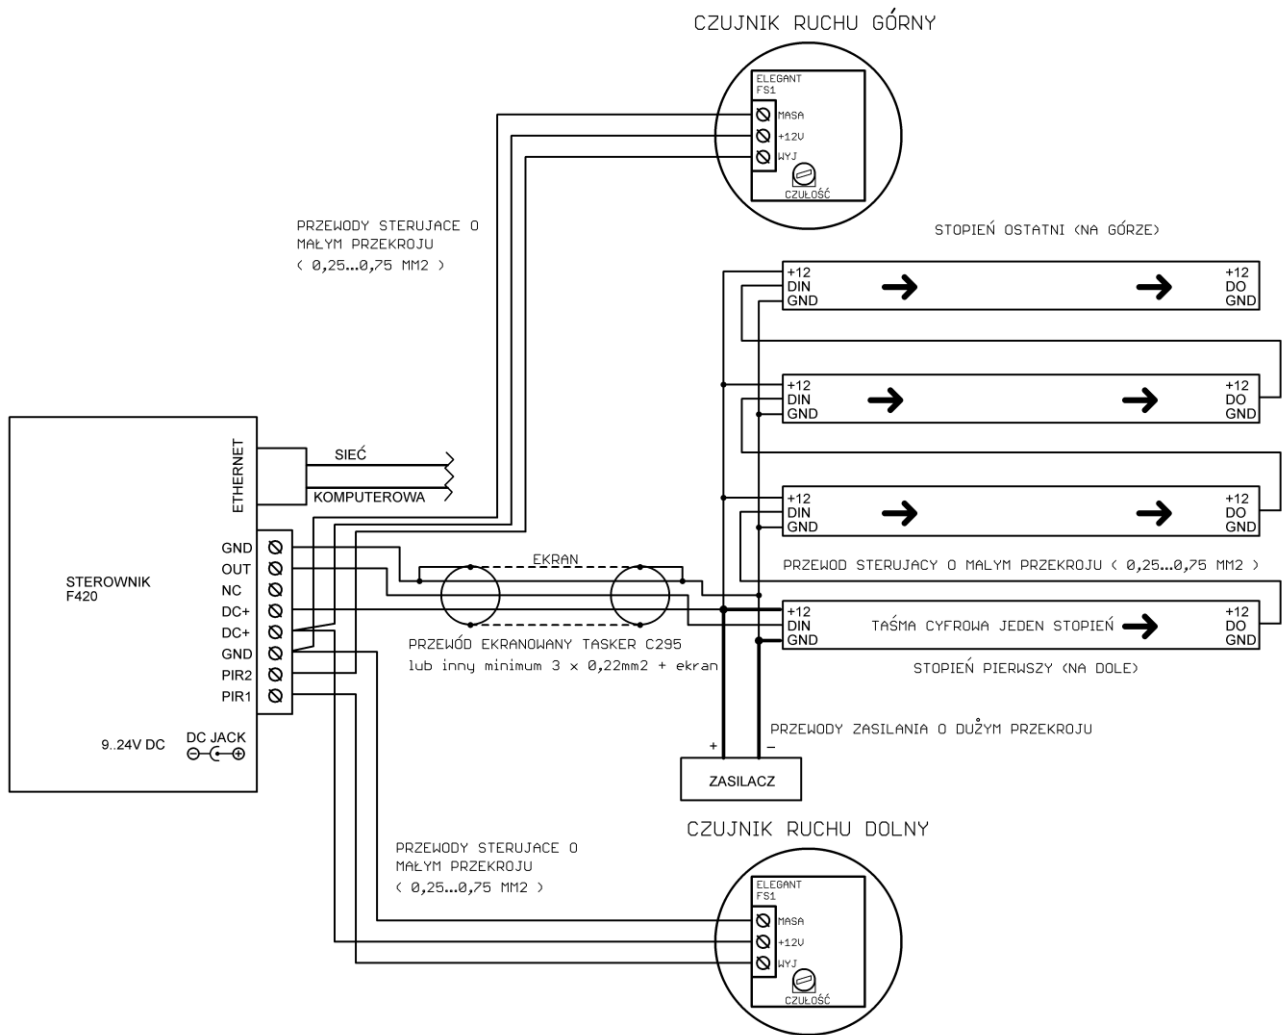 CZUJNIK RUCHU GÓRNY
ELEGANT
FS1
MASA
+12V
WYJ
CZUŁOŚĆ
PRZEWODY STERUJACE O
MAŁYM PRZEKROJU
( 0,25...0,75 MM2 )
STOPIEŃ OSTATNI (NA GÓRZE)
+12
DIN
GND
+12
DO
GND
+12
DIN
GND
+12
DO
GND
+12
DIN
GND
+12
DO
GND
PRZEWOD STERUJACY O MALYM PRZEKROJU ( 0,25...0,75 MM2 )
+12
DIN
GND
TAŚMA CYFROWA JEDEN STOPIEŃ
+12
DO
GND
STOPIEŃ PIERWSZY (NA DOLE)
ETHERNET
SIEĆ
KOMPUTEROWA
STEROWNIK
F420
GND
OUT
NC
DC+
DC+
GND
PIR2
PIR1
9..24V DC
DC JACK
EKRAN
PRZEWÓD EKRANOWANY TASKER C295
lub inny minimum 3 x 0,22mm2 + ekran
PRZEWODY ZASILANIA O DUŻYM PRZEKROJU
+
–
ZASILACZ
CZUJNIK RUCHU DOLNY
PRZEWODY STERUJACE O
MAŁYM PRZEKROJU
( 0,25...0,75 MM2 )
ELEGANT
FS1
MASA
+12V
WYJ
CZUŁOŚĆ